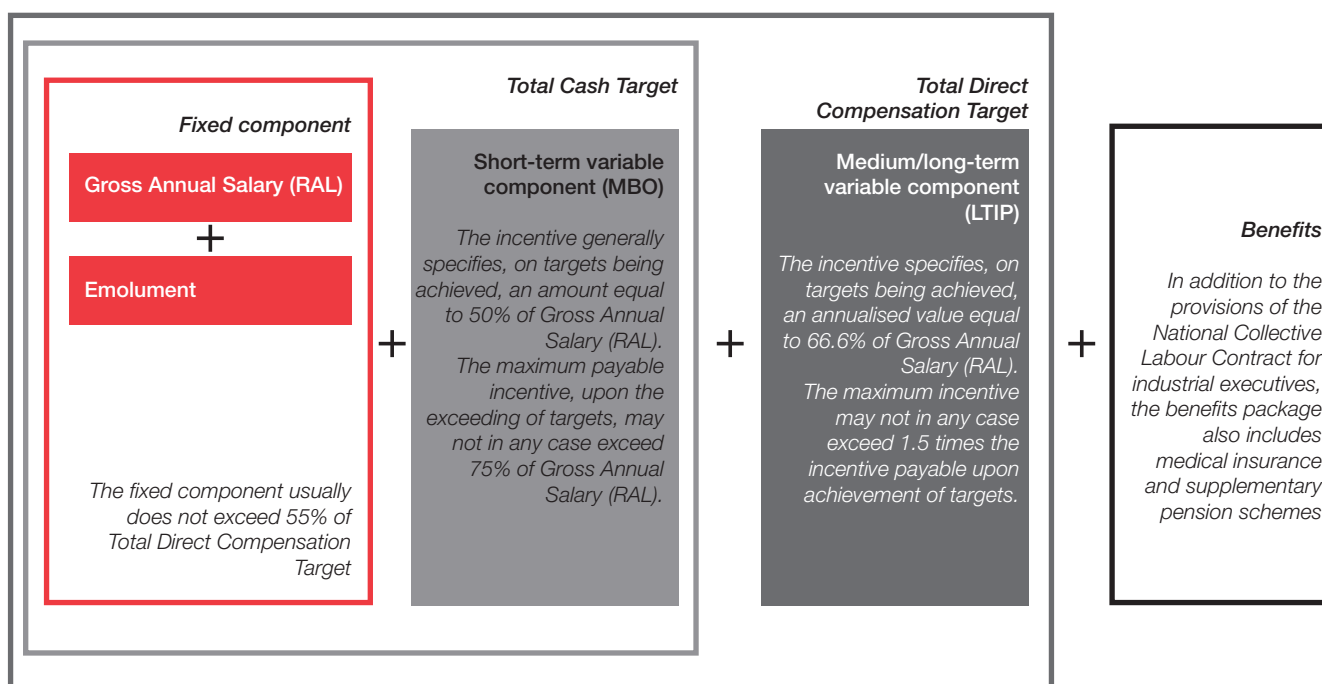 Total Cash Target
Total Direct
Compensation Target
Fixed component
Gross Annual Salary (RAL)
+
Emolument
The fixed component usually
does not exceed 55% of
Total Direct Compensation
Target
+
Short-term variable
component (MBO)
The incentive generally
specifies, on targets being
achieved, an amount equal
to 50% of Gross Annual
Salary (RAL).
The maximum payable
incentive, upon the
exceeding of targets, may
not in any case exceed
75% of Gross Annual
Salary (RAL).
+
Medium/long-term
variable component
(LTIP)
The incentive specifies, on
targets being achieved,
an annualised value equal
to 66.6% of Gross Annual
Salary (RAL).
The maximum incentive
may not in any case
exceed 1.5 times the
incentive payable upon
achievement of targets.
+
Benefits
In addition to the
provisions of the
National Collective
Labour Contract for
industrial executives,
the benefits package
also includes
medical insurance
and supplementary
pension schemes